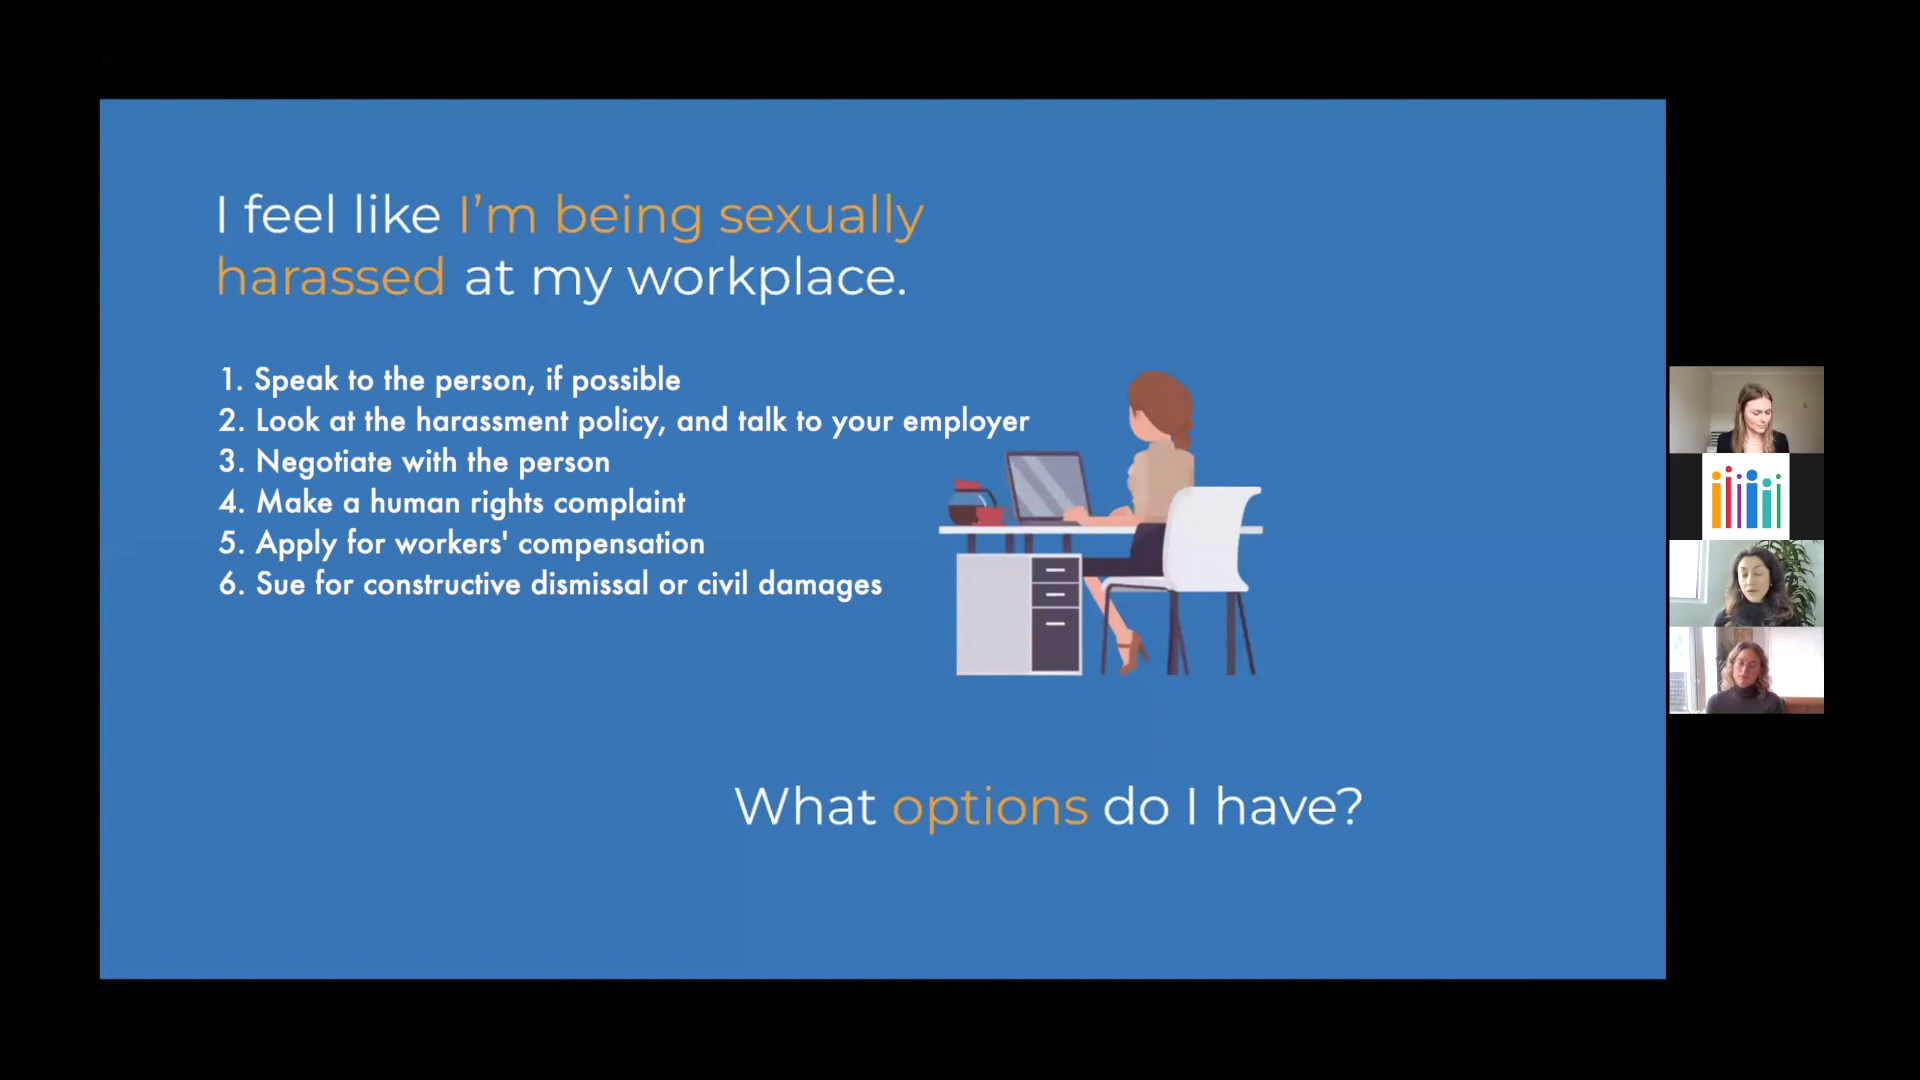 I feel like I’m being sexually
harassed at my workplace.
1. Speak to the person, if possible
2. Look at the harassment policy, and talk to your employer
3. Negotiate with the person
4. Make a human rights complaint
5. Apply for workers' compensation
6. Sue for constructive dismissal or civil damages
What options do I have?